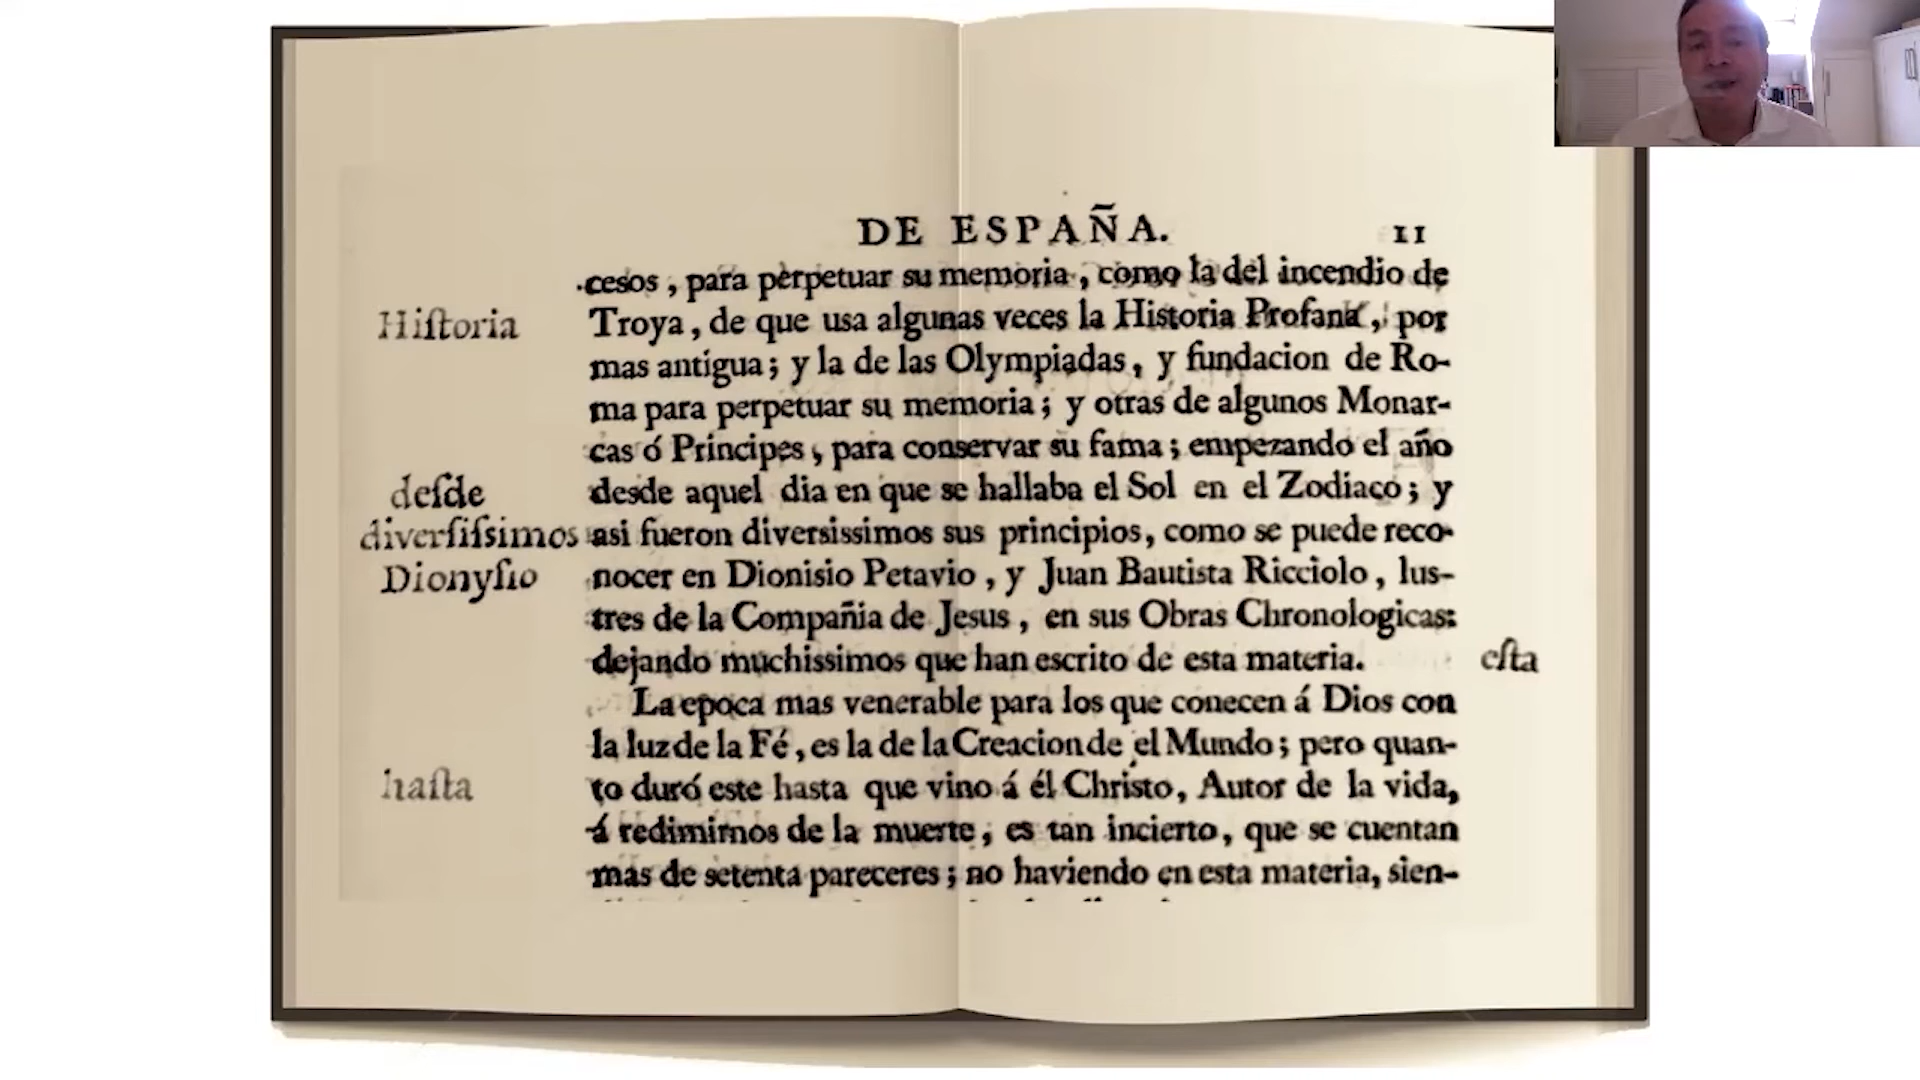 DE ESPAÑA. 11
cesos, para perpetuar su memoria, como la del incendio de
Hiſtoria Troya, de que usa algunas veces la Historia Profana, por
mas antigua; y la de las Olympiadas, y fundacion de Ro-
ma para perpetuar su memoria; y otras de algunos Monar-
cas ó Principes, para conservar su fama; empezando el año
deſde desde aquel dia en que se hallaba el Sol en el Zodiaco; y
diverſiſsimos asi fueron diversissimos sus principios, como se puede reco-
Dionyſio nocer en Dionisio Petavio, y Juan Bautista Ricciolo, lus-
tres de la Compañia de Jesus, en sus Obras Chronologicas:
dejando muchissimos que han escrito de esta materia. eſta
La epoca mas venerable para los que conecen á Dios con
la luz de la Fé, es la de la Creacion de el Mundo; pero quan-
haſta to duró este hasta que vino á él Christo, Autor de la vida,
á redimirnos de la muerte, es tan incierto, que se cuentan
mas de setenta pareceres; no haviendo en esta materia, sien-